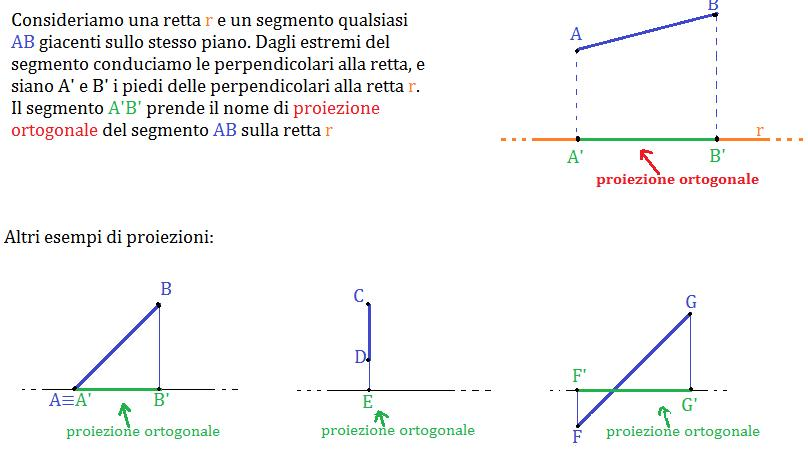 Consideriamo una retta r e un segmento qualsiasi
AB giacenti sullo stesso piano. Dagli estremi del
segmento conduciamo le perpendicolari alla retta, e
siano A' e B' i piedi delle perpendicolari alla retta r.
Il segmento A'B' prende il nome di proiezione
ortogonale del segmento AB sulla retta r
B
A
r
A'
B'
proiezione ortogonale
Altri esempi di proiezioni:
B
A≡A'
B'
proiezione ortogonale
C
D
E
proiezione ortogonale
G
F'
G'
F
proiezione ortogonale